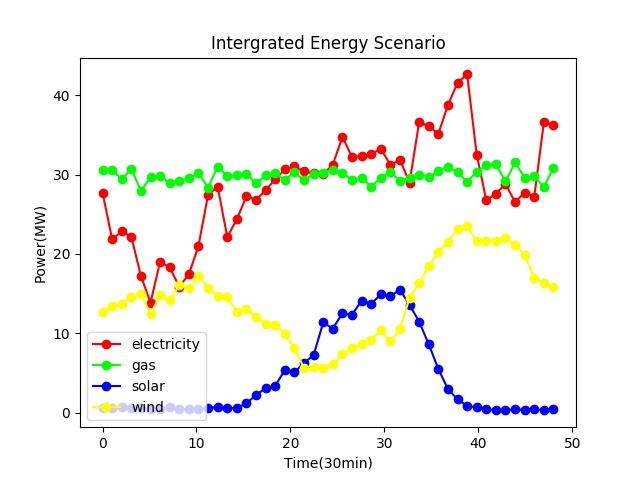 Intergrated Energy Scenario
Power(MW)
40
30
20
10
0
electricity
gas
solar
wind
0 10 20 30 40 50
Time(30min)